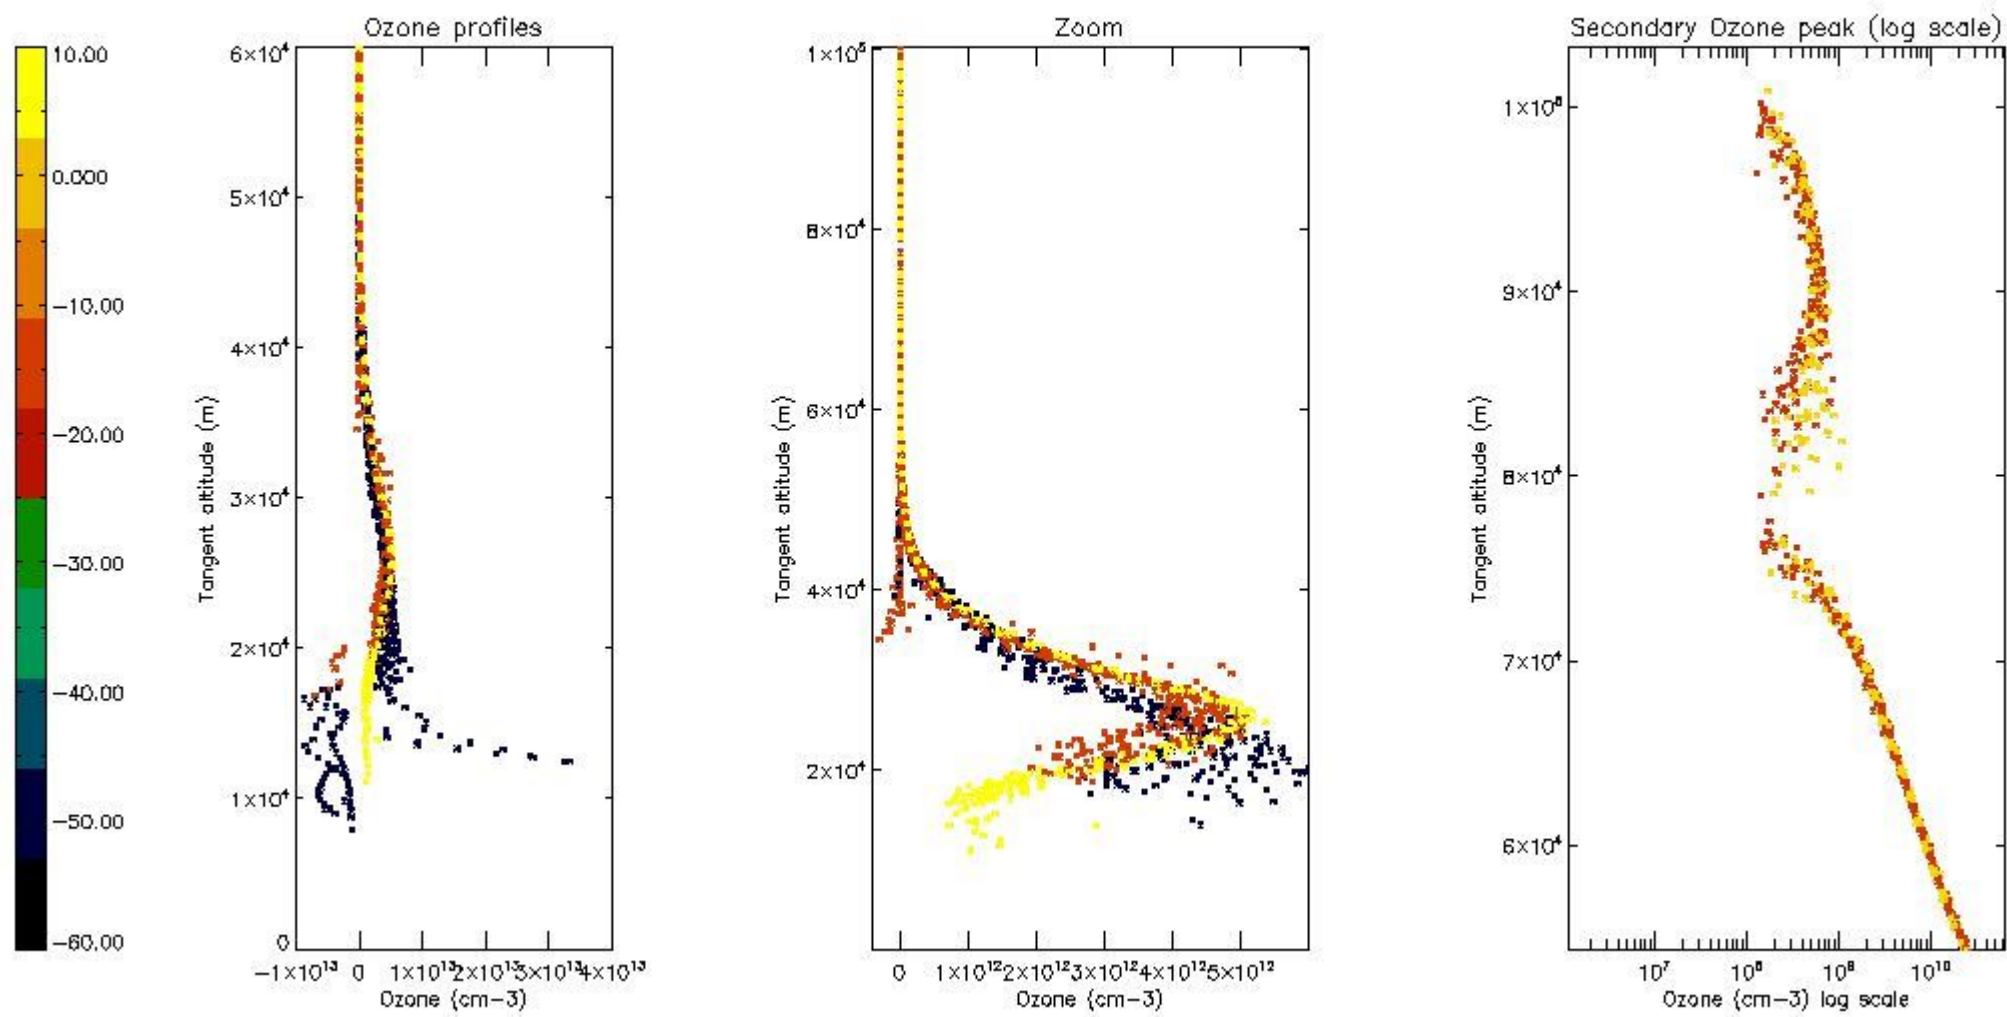 Ozone profiles
Zoom
Secondary Ozone peak (log scale)
10.00
0.000
−10.00
−20.00
−30.00
−40.00
−50.00
−60.00
6×10⁴
5×10⁴
4×10⁴
3×10⁴
2×10⁴
1×10⁴
0
Tangent altitude (m)
−1×10¹³ 0 1×10¹³ 2×10¹³ 3×10¹³ 4×10¹³
Ozone (cm−3)
1×10⁵
8×10⁴
6×10⁴
4×10⁴
2×10⁴
Tangent altitude (m)
0 1×10¹² 2×10¹² 3×10¹² 4×10¹² 5×10¹²
Ozone (cm−3)
1×10⁵
9×10⁴
8×10⁴
7×10⁴
6×10⁴
Tangent altitude (m)
10⁷ 10⁸ 10⁹ 10¹⁰
Ozone (cm−3) log scale